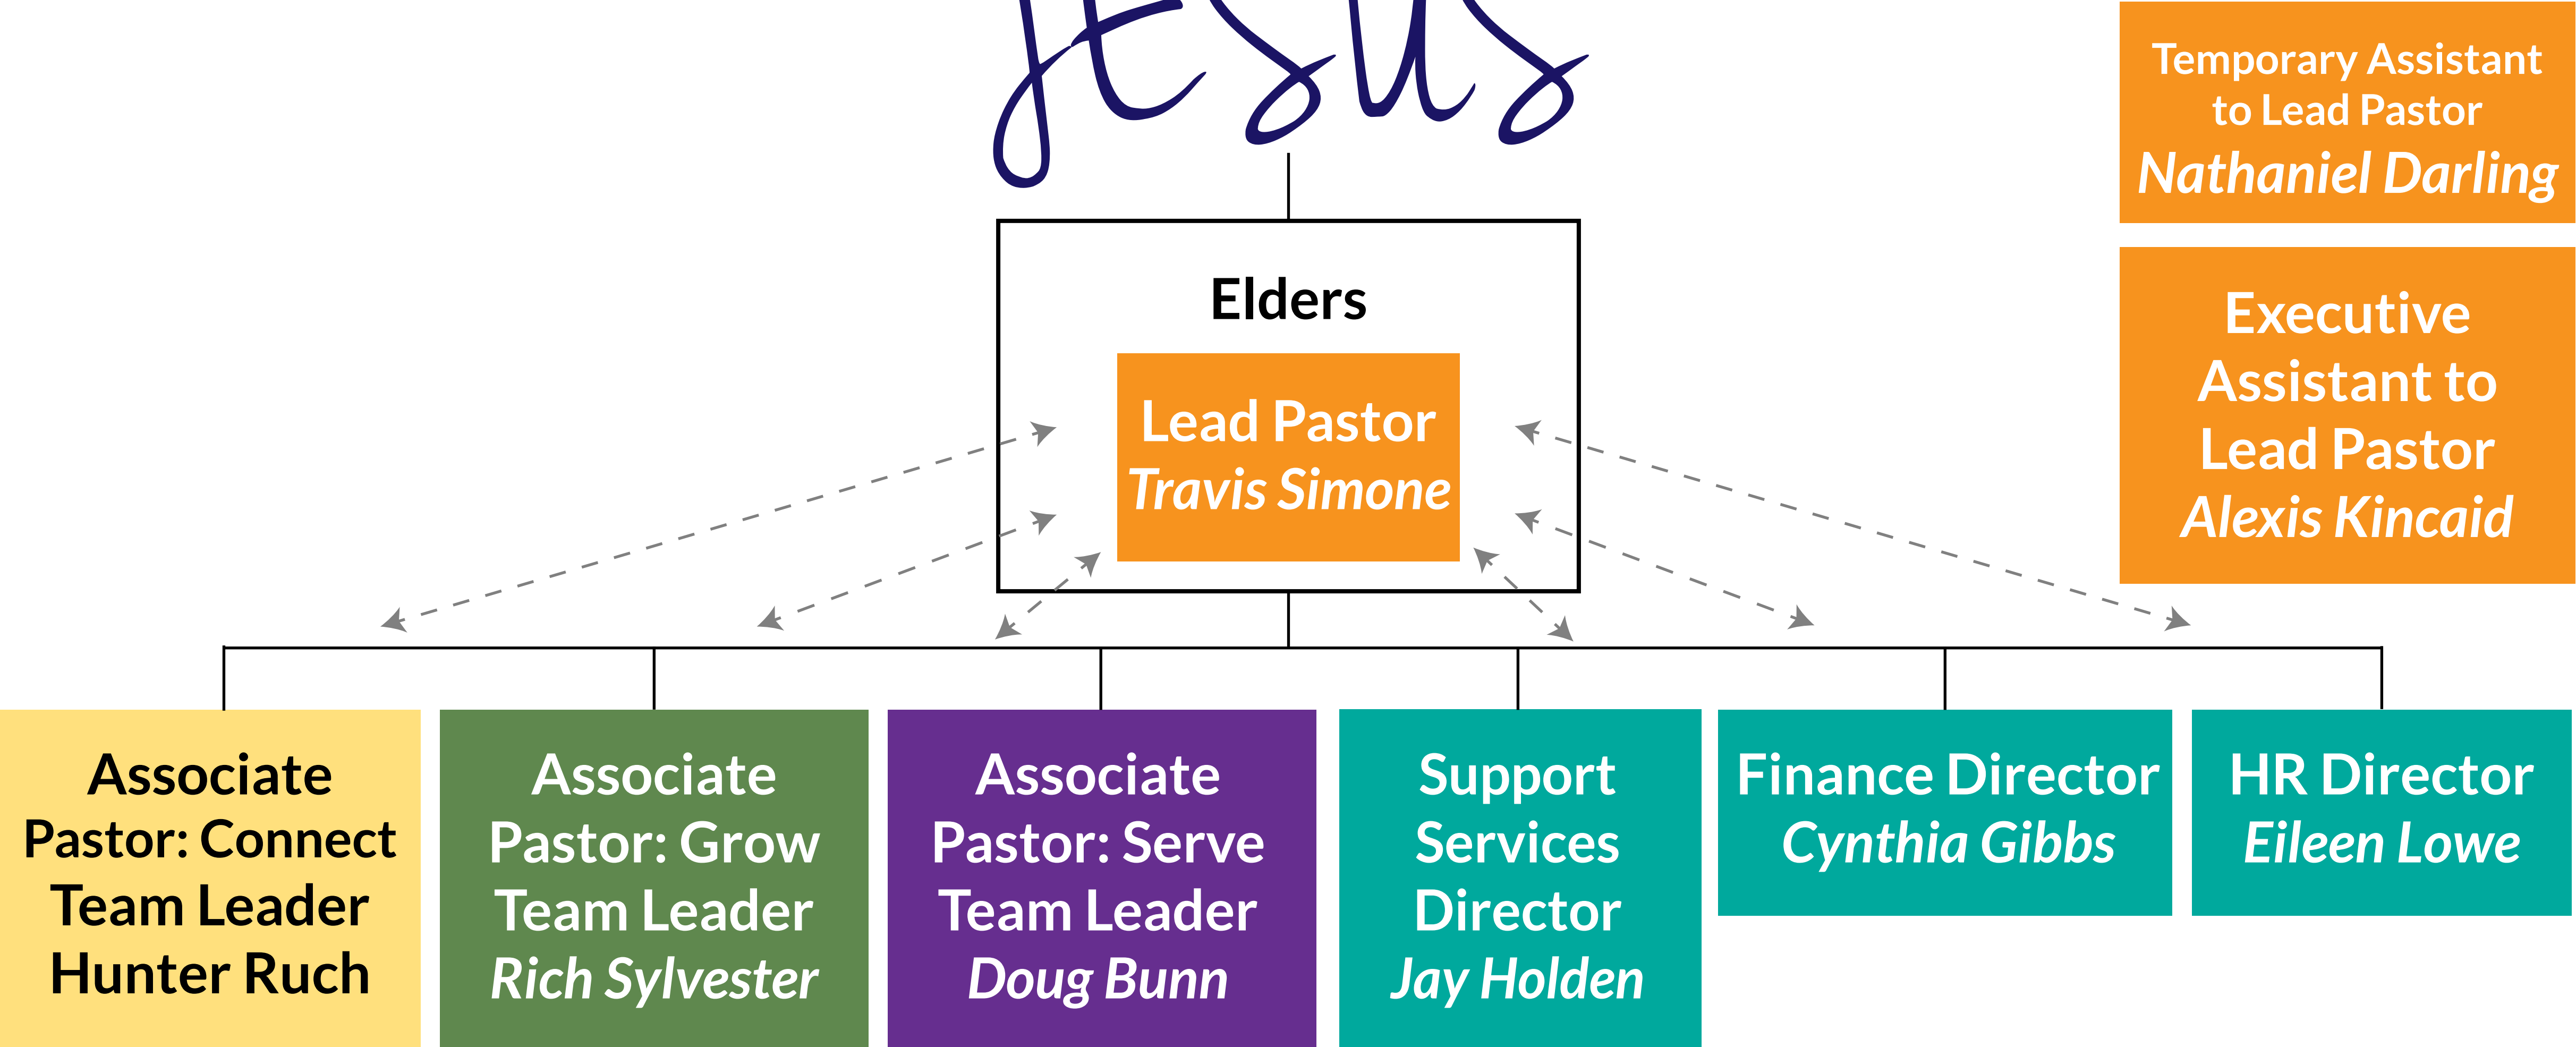 Jesus
Temporary Assistant
to Lead Pastor
Nathaniel Darling
Elders
Lead Pastor
Travis Simone
Executive
Assistant to
Lead Pastor
Alexis Kincaid
Associate
Pastor: Connect
Team Leader
Hunter Ruch
Associate
Pastor: Grow
Team Leader
Rich Sylvester
Associate
Pastor: Serve
Team Leader
Doug Bunn
Support
Services
Director
Jay Holden
Finance Director
Cynthia Gibbs
HR Director
Eileen Lowe